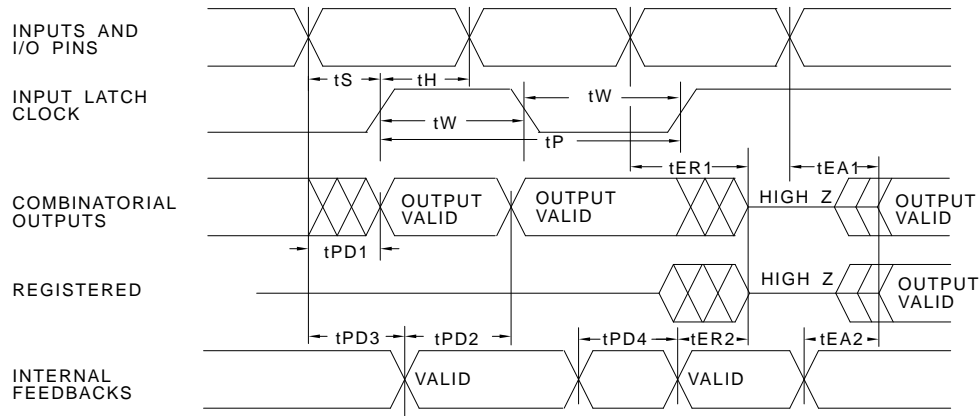 INPUTS AND
I/O PINS
tS
tH
INPUT LATCH
CLOCK
tW
tW
tP
tER1
tEA1
COMBINATORIAL
OUTPUTS
OUTPUT
VALID
OUTPUT
VALID
HIGH Z
OUTPUT
VALID
tPD1
REGISTERED
HIGH Z
OUTPUT
VALID
tPD3
tPD2
tPD4
tER2
tEA2
INTERNAL
FEEDBACKS
VALID
VALID